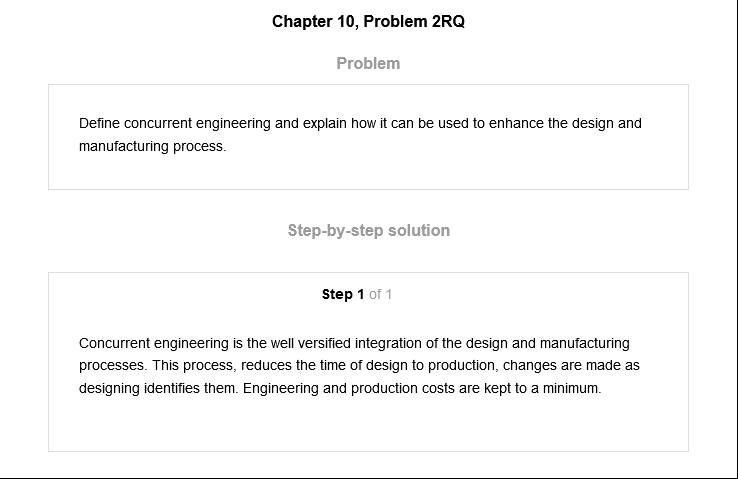 Chapter 10, Problem 2RQ
Problem
Define concurrent engineering and explain how it can be used to enhance the design and
manufacturing process.
Step-by-step solution
Step 1 of 1
Concurrent engineering is the well versified integration of the design and manufacturing
processes. This process, reduces the time of design to production, changes are made as
designing identifies them. Engineering and production costs are kept to a minimum.